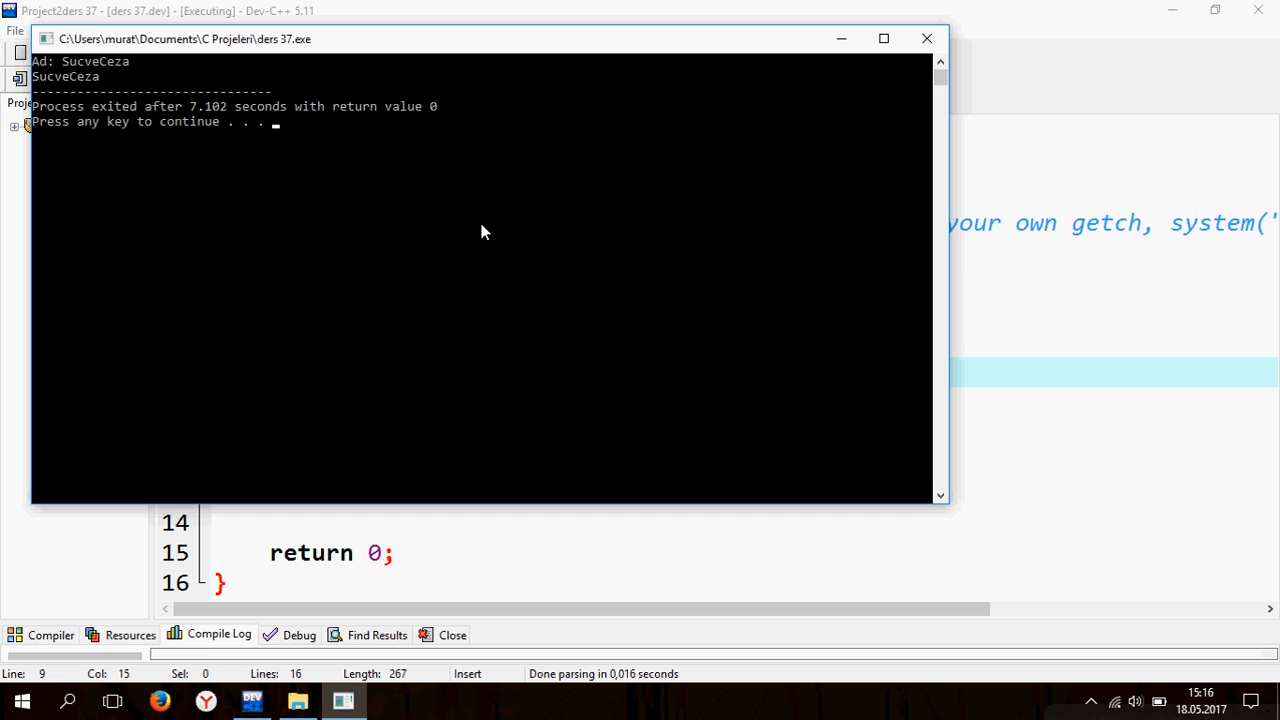 Project2ders 37 - [ders 37.dev] - [Executing] - Dev-C++ 5.11
File
C:\Users\murat\Documents\C Projeleri\ders 37.exe
Ad: SucveCeza
SucveCeza
--------------------------------
Process exited after 7.102 seconds with return value 0
Press any key to continue . . .
Proje
your own getch, system('
14
15 return 0;
16 }
Compiler Resources Compile Log Debug Find Results Close
Line: 9 Col: 15 Sel: 0 Lines: 16 Length: 267 Insert Done parsing in 0,016 seconds
DEV
15:16
18.05.2017